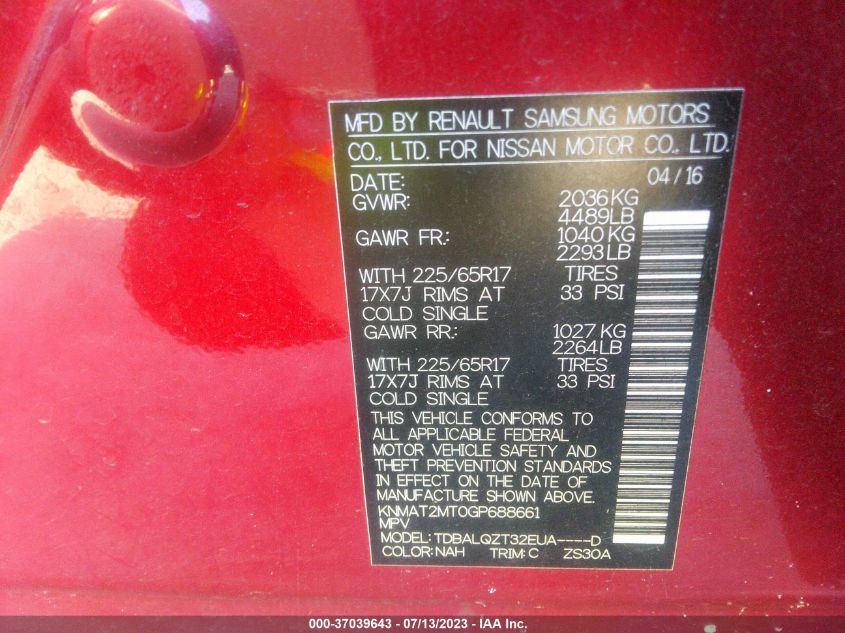 MFD BY RENAULT SAMSUNG MOTORS
CO., LTD. FOR NISSAN MOTOR CO., LTD.
DATE: 04/16
GVWR: 2036KG
4489LB
GAWR FR.: 1040KG
2293LB
WITH 225/65R17 TIRES
17X7J RIMS AT 33 PSI
COLD SINGLE
GAWR RR.: 1027KG
2264LB
WITH 225/65R17 TIRES
17X7J RIMS AT 33 PSI
COLD SINGLE
THIS VEHICLE CONFORMS TO
ALL APPLICABLE FEDERAL
MOTOR VEHICLE SAFETY AND
THEFT PREVENTION STANDARDS
IN EFFECT ON THE DATE OF
MANUFACTURE SHOWN ABOVE.
KNMAT2MT0GP688661
MPV
MODEL: TDBALQZT32EUA----D
COLOR: NAH TRIM: C ZS30A
000-37039643 / 07/13/2023 - IAA Inc.